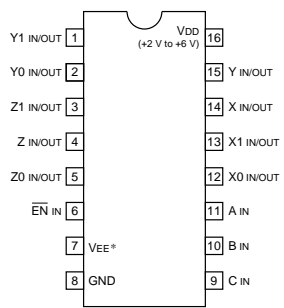 Y1 IN/OUT 1
Y0 IN/OUT 2
Z1 IN/OUT 3
Z IN/OUT 4
Z0 IN/OUT 5
E̅N̅ IN 6
7 VEE*
8 GND
VDD 16
(+2 V to +6 V)
15 Y IN/OUT
14 X IN/OUT
13 X1 IN/OUT
12 X0 IN/OUT
11 A IN
10 B IN
9 C IN